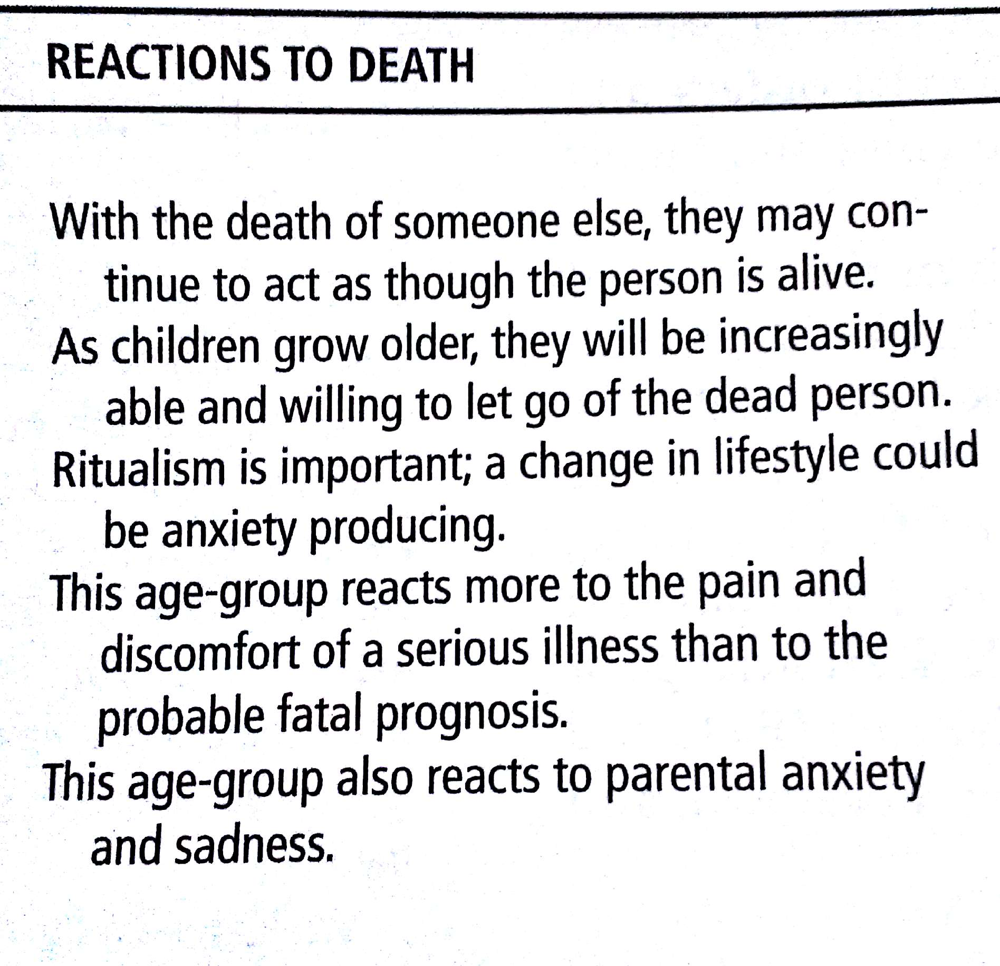 REACTIONS TO DEATH
With the death of someone else, they may con-
tinue to act as though the person is alive.
As children grow older, they will be increasingly
able and willing to let go of the dead person.
Ritualism is important; a change in lifestyle could
be anxiety producing.
This age-group reacts more to the pain and
discomfort of a serious illness than to the
probable fatal prognosis.
This age-group also reacts to parental anxiety
and sadness.